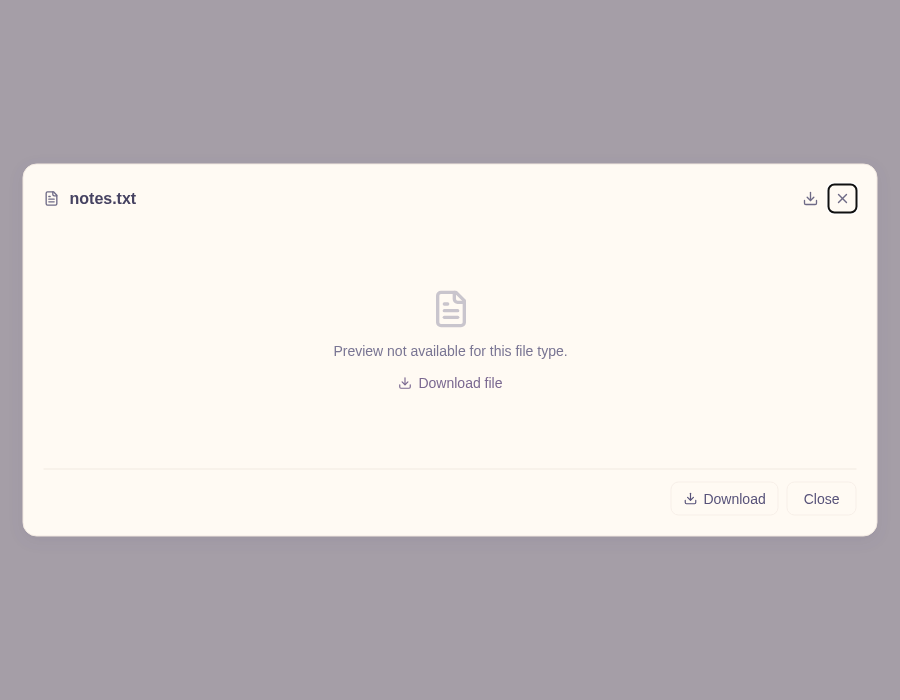 notes.txt
Preview not available for this file type.
Download file
Download
Close